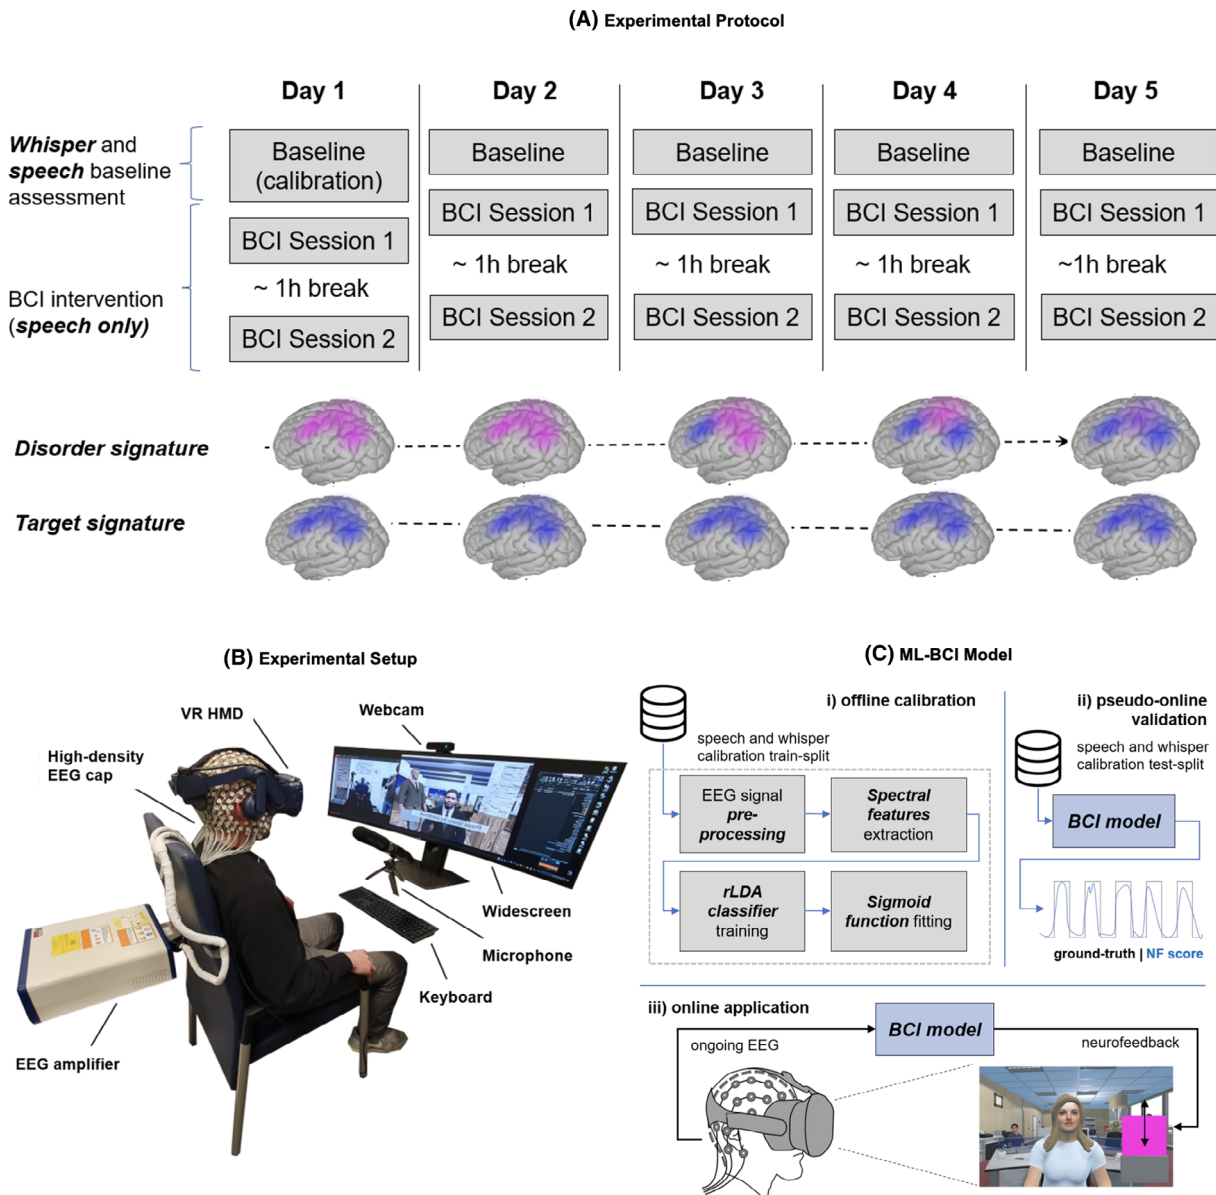 (A) Experimental Protocol
Day 1
Day 2
Day 3
Day 4
Day 5
Whisper and
speech baseline
assessment
Baseline
(calibration)
Baseline
Baseline
Baseline
Baseline
BCI intervention
(speech only)
BCI Session 1
~ 1h break
BCI Session 2
BCI Session 1
~ 1h break
BCI Session 2
BCI Session 1
~ 1h break
BCI Session 2
BCI Session 1
~ 1h break
BCI Session 2
BCI Session 1
~1h break
BCI Session 2
Disorder signature
Target signature
(B) Experimental Setup
VR HMD
Webcam
High-density
EEG cap
Widescreen
Microphone
Keyboard
EEG amplifier
(C) ML-BCI Model
i) offline calibration
speech and whisper
calibration train-split
EEG signal
pre-
processing
Spectral
features
extraction
rLDA
classifier
training
Sigmoid
function fitting
ii) pseudo-online
validation
speech and whisper
calibration test-split
BCI model
ground-truth | NF score
iii) online application
BCI model
ongoing EEG
neurofeedback